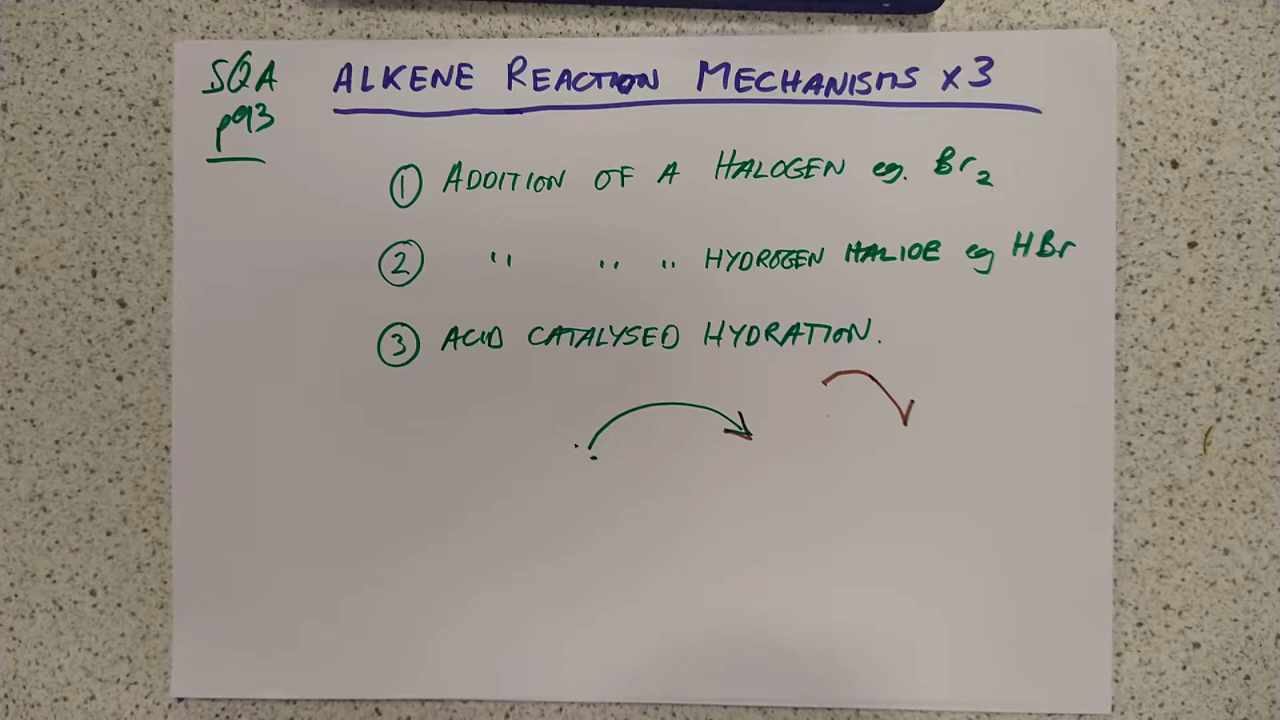 SQA
p93
ALKENE REACTION MECHANISMS x3
① ADDITION OF A HALOGEN eg. Br₂
② " " " HYDROGEN HALIDE eg HBr
③ ACID CATALYSED HYDRATION.